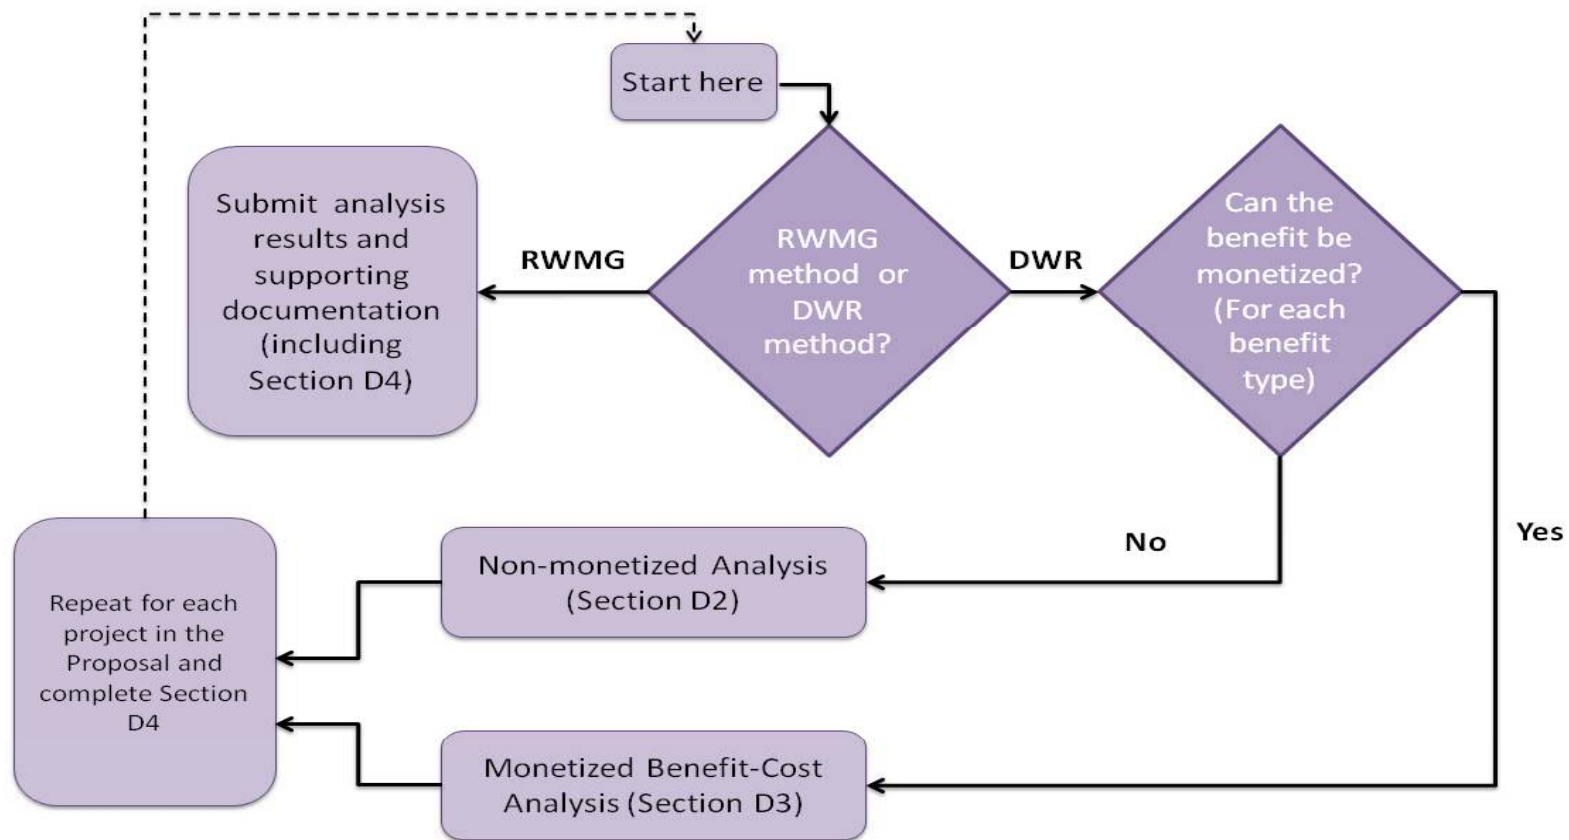 Start here
Submit analysis
results and
supporting
documentation
(including
Section D4)
RWMG
RWMG
method or
DWR
method?
DWR
Can the
benefit be
monetized?
(For each
benefit
type)
No
Yes
Non-monetized Analysis
(Section D2)
Repeat for each
project in the
Proposal and
complete Section
D4
Monetized Benefit-Cost
Analysis (Section D3)